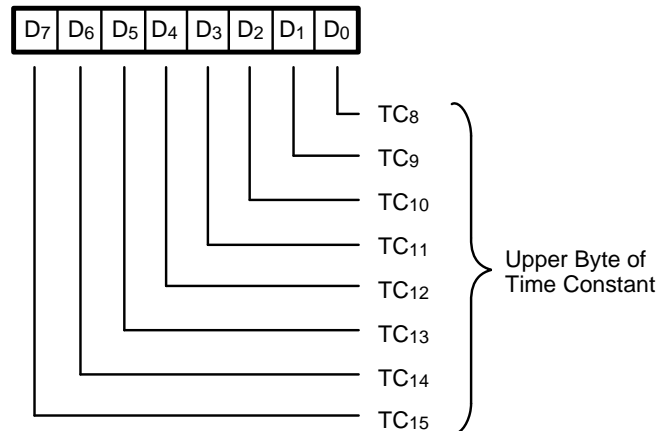 D7 D6 D5 D4 D3 D2 D1 D0
TC8
TC9
TC10
TC11
Upper Byte of
Time Constant
TC12
TC13
TC14
TC15